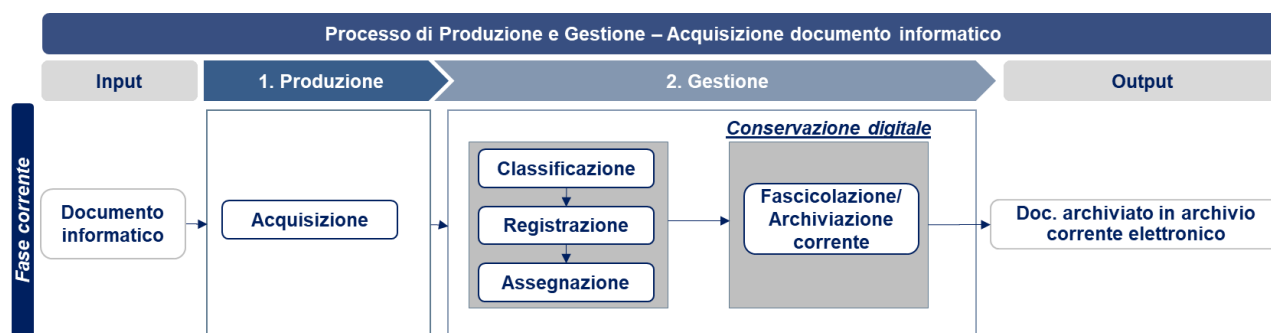 Processo di Produzione e Gestione – Acquisizione documento informatico
Input
1. Produzione
2. Gestione
Output
Fase corrente
Documento
informatico
Acquisizione
Classificazione
Registrazione
Assegnazione
Conservazione digitale
Fascicolazione/
Archiviazione
corrente
Doc. archiviato in archivio
corrente elettronico